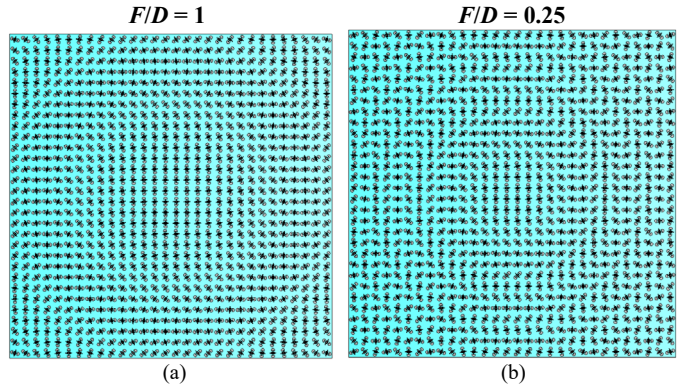 F/D = 1 F/D = 0.25
(a) (b)